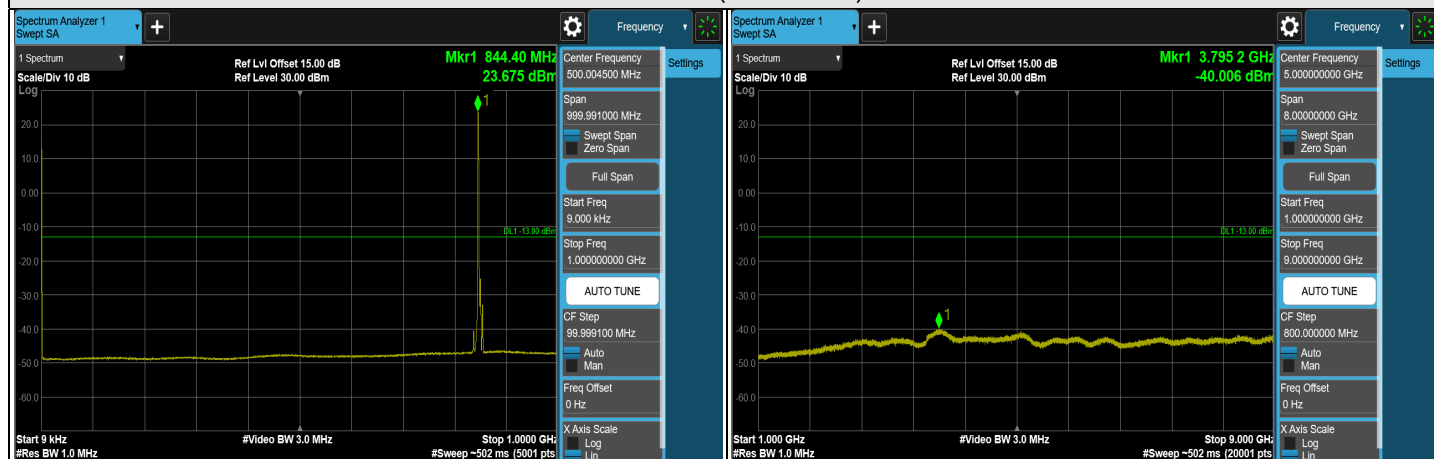 Spectrum Analyzer 1
Swept SA
+
Frequency
1 Spectrum
Scale/Div 10 dB
Log
Ref Lvl Offset 15.00 dB
Ref Level 30.00 dBm
Mkr1 844.40 MHz
23.675 dBm
1
20.0
10.0
0.00
-10.0
-20.0
-30.0
-40.0
-50.0
-60.0
DL1 -13.00 dBm
Start 9 kHz
#Res BW 1.0 MHz
#Video BW 3.0 MHz
Stop 1.0000 GHz
#Sweep ~502 ms (5001 pts
Center Frequency
500.004500 MHz
Settings
Span
999.991000 MHz
Swept Span
Zero Span
Full Span
Start Freq
9.000 kHz
Stop Freq
1.000000000 GHz
AUTO TUNE
CF Step
99.999100 MHz
Auto
Man
Freq Offset
0 Hz
X Axis Scale
Log
Lin
Spectrum Analyzer 1
Swept SA
+
Frequency
1 Spectrum
Scale/Div 10 dB
Log
Ref Lvl Offset 15.00 dB
Ref Level 30.00 dBm
Mkr1 3.795 2 GHz
-40.006 dBm
1
20.0
10.0
0.00
-10.0
-20.0
-30.0
-40.0
-50.0
-60.0
DL1 -13.00 dBm
Start 1.000 GHz
#Res BW 1.0 MHz
#Video BW 3.0 MHz
Stop 9.000 GHz
#Sweep ~502 ms (20001 pts
Center Frequency
5.000000000 GHz
Settings
Span
8.00000000 GHz
Swept Span
Zero Span
Full Span
Start Freq
1.000000000 GHz
Stop Freq
9.000000000 GHz
AUTO TUNE
CF Step
800.000000 MHz
Auto
Man
Freq Offset
0 Hz
X Axis Scale
Log
Lin